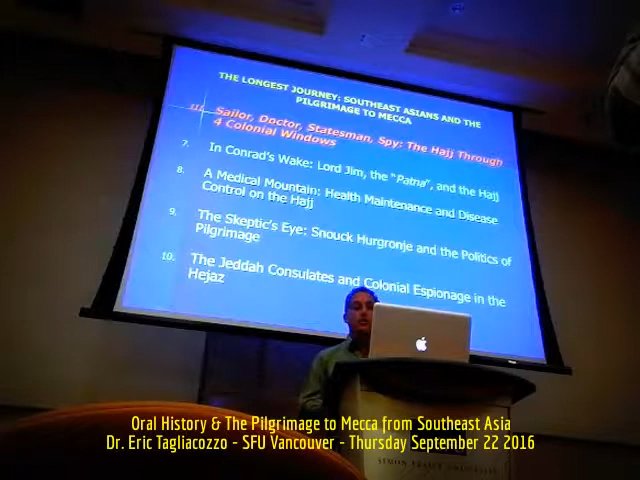 THE LONGEST JOURNEY: SOUTHEAST ASIANS AND THE
PILGRIMAGE TO MECCA
III. Sailor, Doctor, Statesman, Spy: The Hajj Through
4 Colonial Windows
7. In Conrad's Wake: Lord Jim, the "Patna", and the Hajj
8. A Medical Mountain: Health Maintenance and Disease
Control on the Hajj
9. The Skeptic's Eye: Snouck Hurgronje and the Politics of
Pilgrimage
10. The Jeddah Consulates and Colonial Espionage in the
Hejaz
Oral History & The Pilgrimage to Mecca from Southeast Asia
Dr. Eric Tagliacozzo - SFU Vancouver - Thursday September 22 2016
SIMON FRASER UNIVERSITY